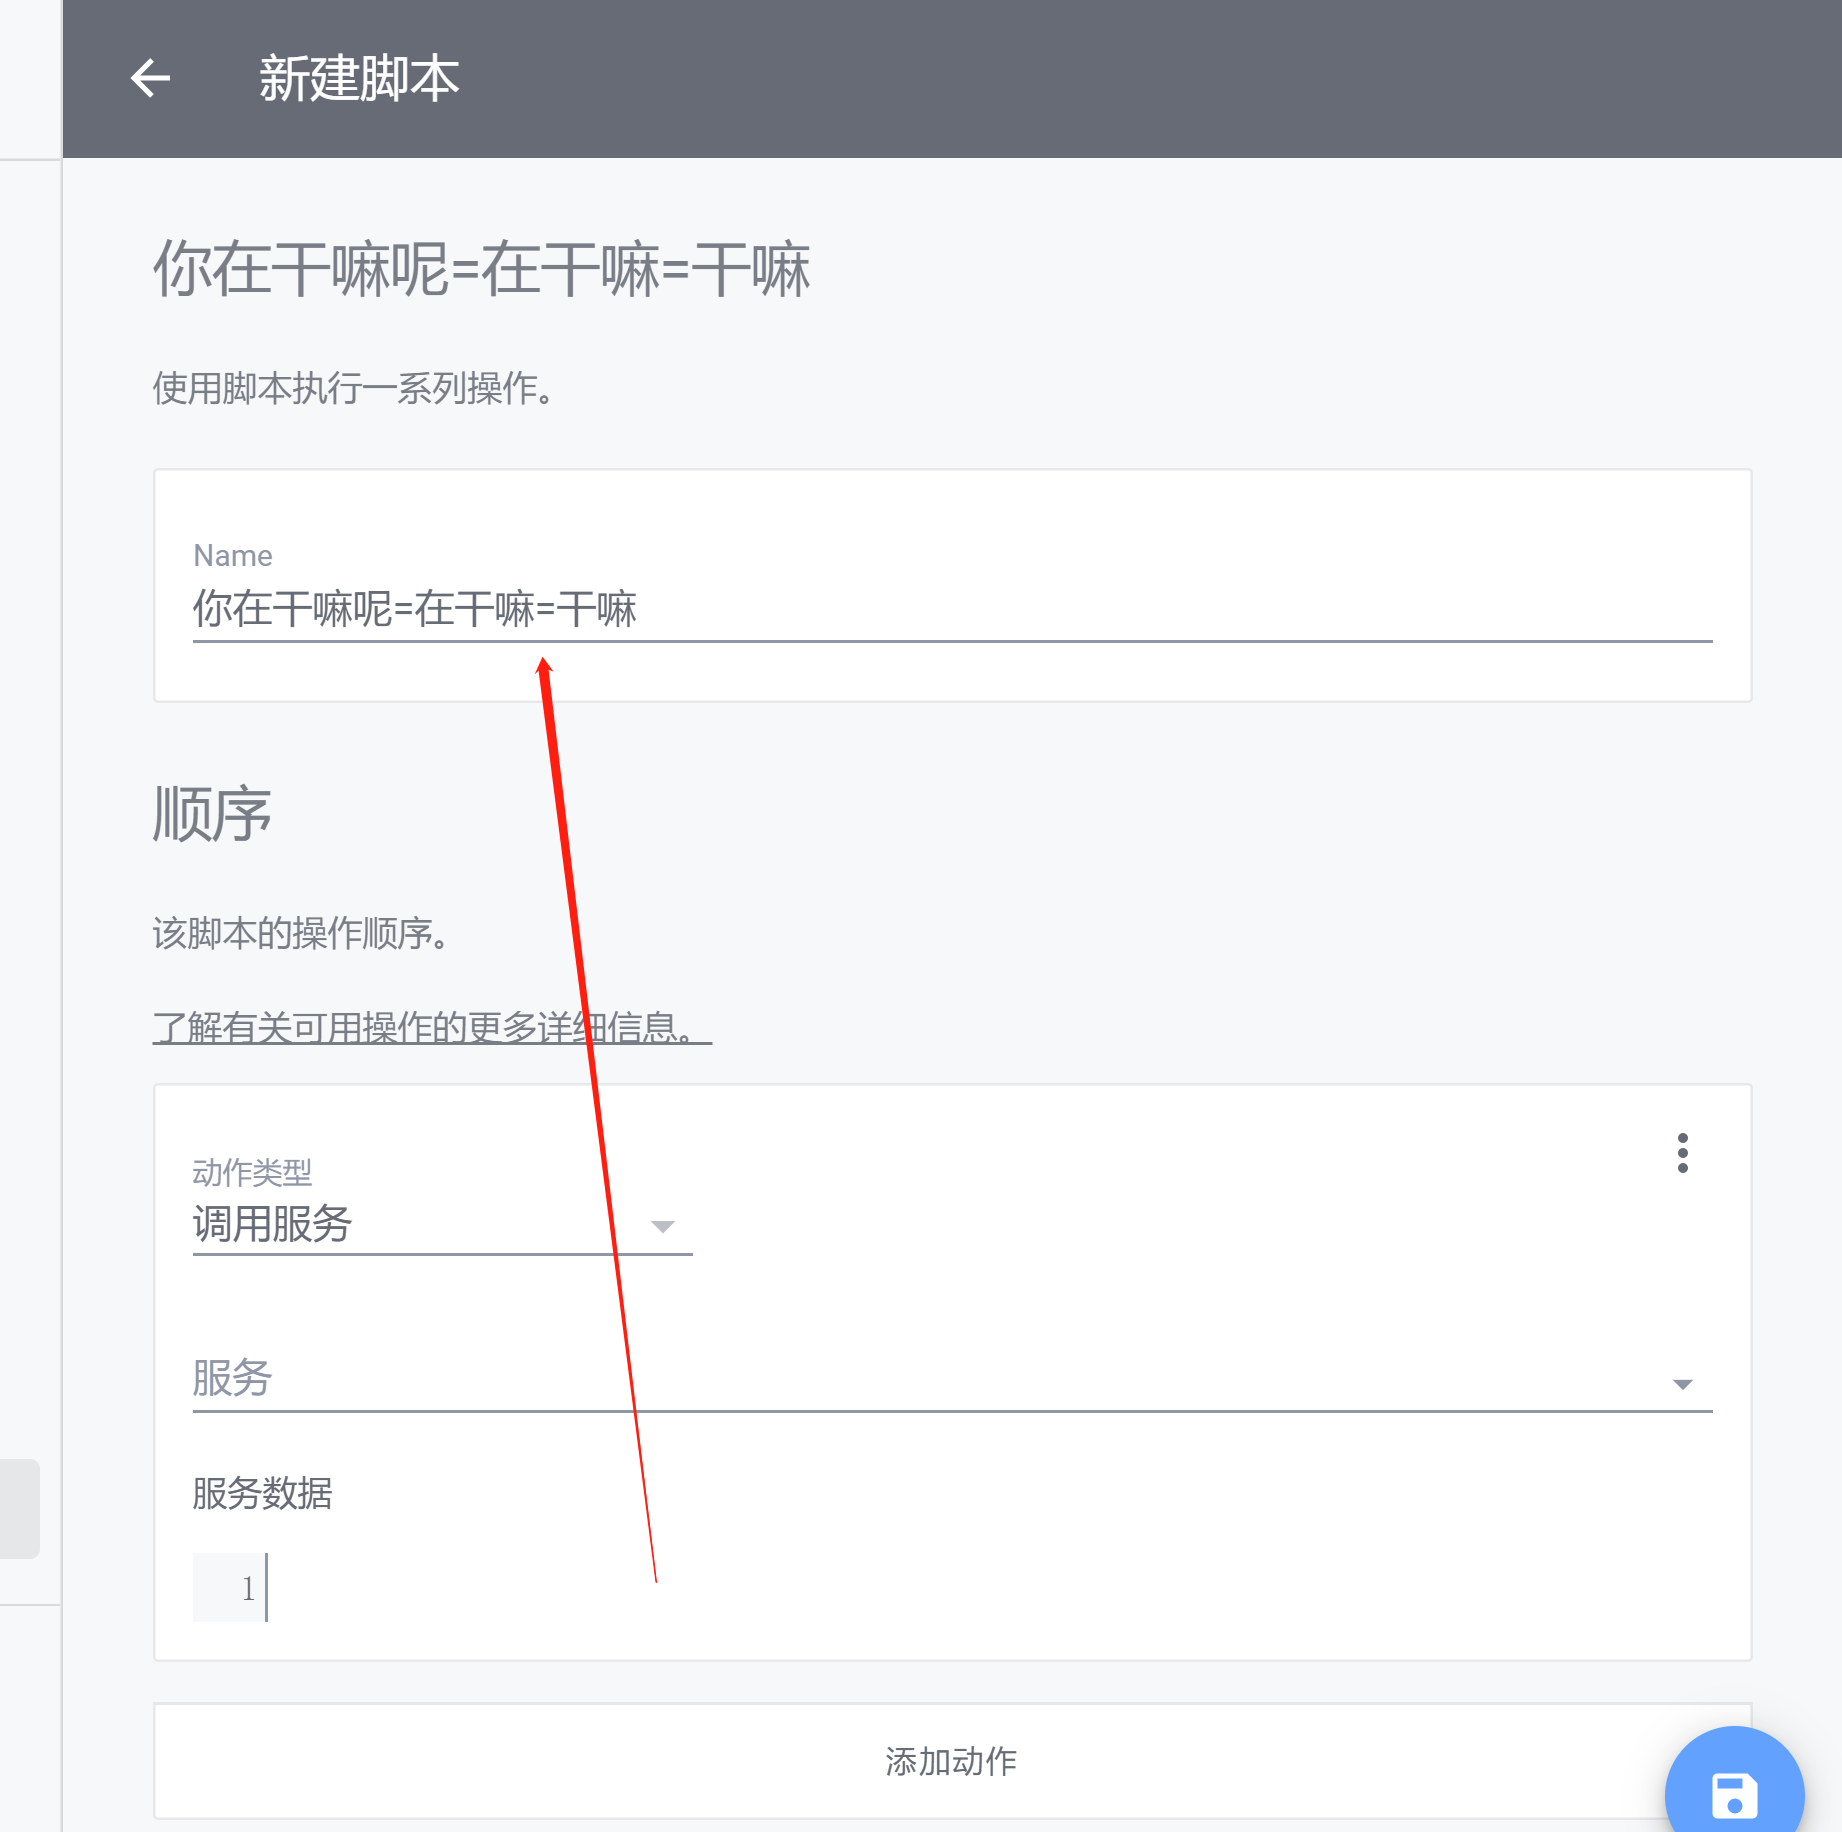 新建脚本
你在干嘛呢=在干嘛=干嘛
使用脚本执行一系列操作。
Name
你在干嘛呢=在干嘛=干嘛
顺序
该脚本的操作顺序。
了解有关可用操作的更多详细信息。
动作类型
调用服务
服务
服务数据
1
添加动作